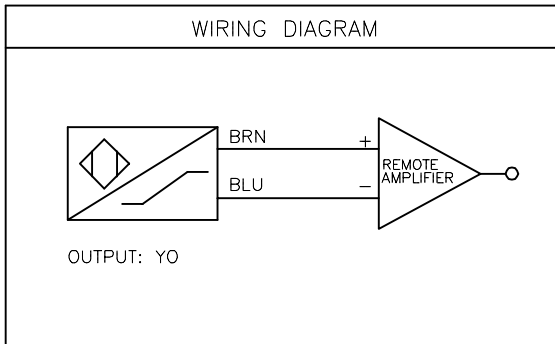 WIRING DIAGRAM
BRN
+
REMOTE
AMPLIFIER
BLU
–
OUTPUT: YO